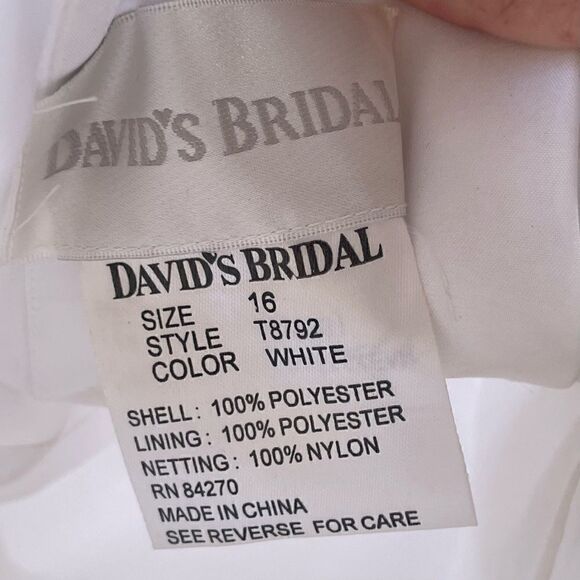 DAVID'S BRIDAL
DAVID'S BRIDAL
SIZE 16
STYLE T8792
COLOR WHITE
SHELL: 100% POLYESTER
LINING: 100% POLYESTER
NETTING: 100% NYLON
RN 84270
MADE IN CHINA
SEE REVERSE FOR CARE